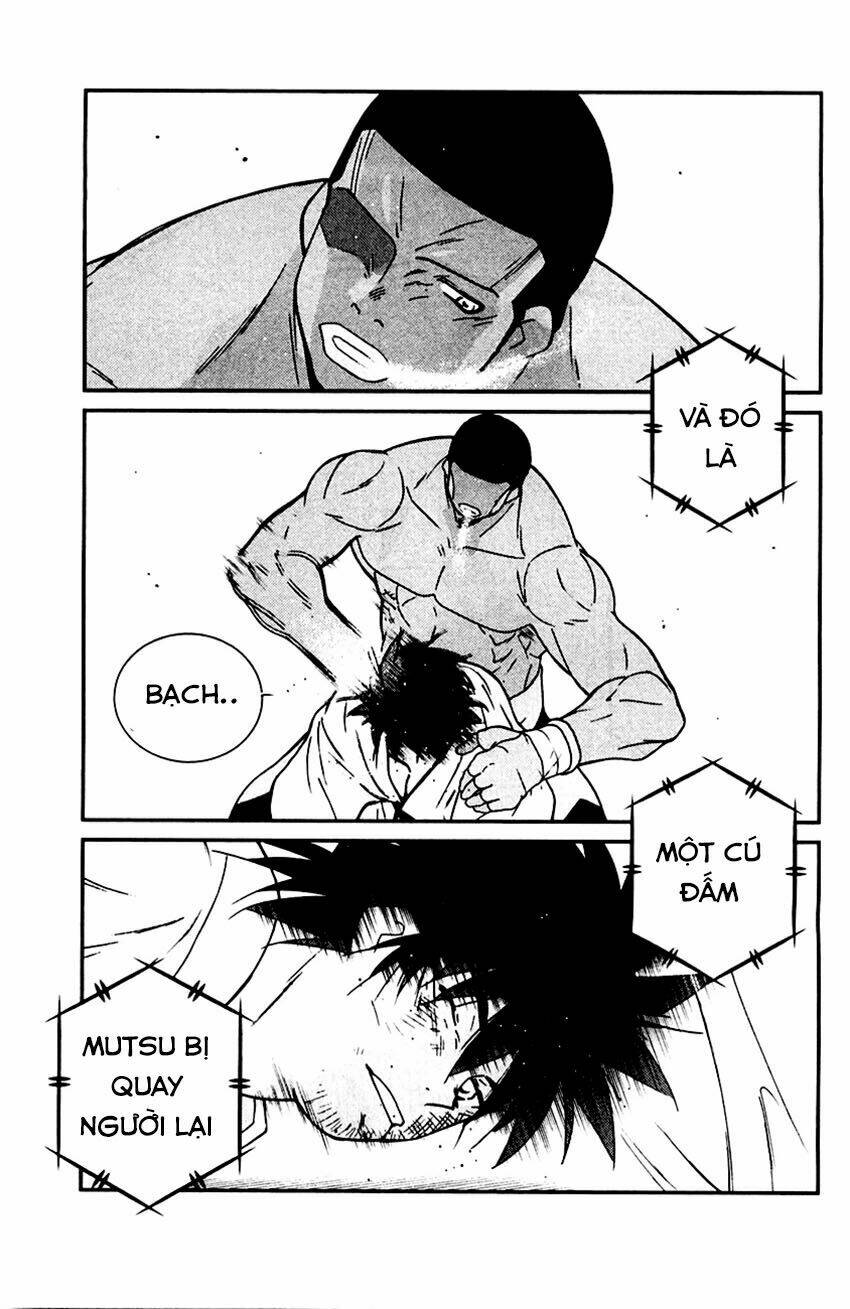 VÀ ĐÓ
LÀ
BẠCH..
MỘT CÚ
ĐẤM
MUTSU BỊ
QUAY
NGƯỜI LẠI